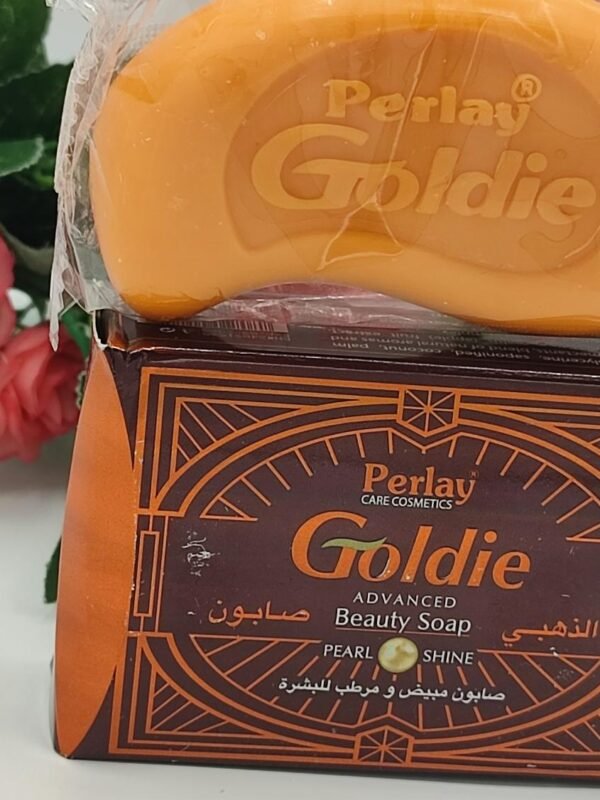 Perlay®
Goldie
Perlay
CARE COSMETICS
Goldie
ADVANCED
Beauty Soap
صابون الذهبي
PEARL SHINE
صابون مبيض و مرطب للبشرة